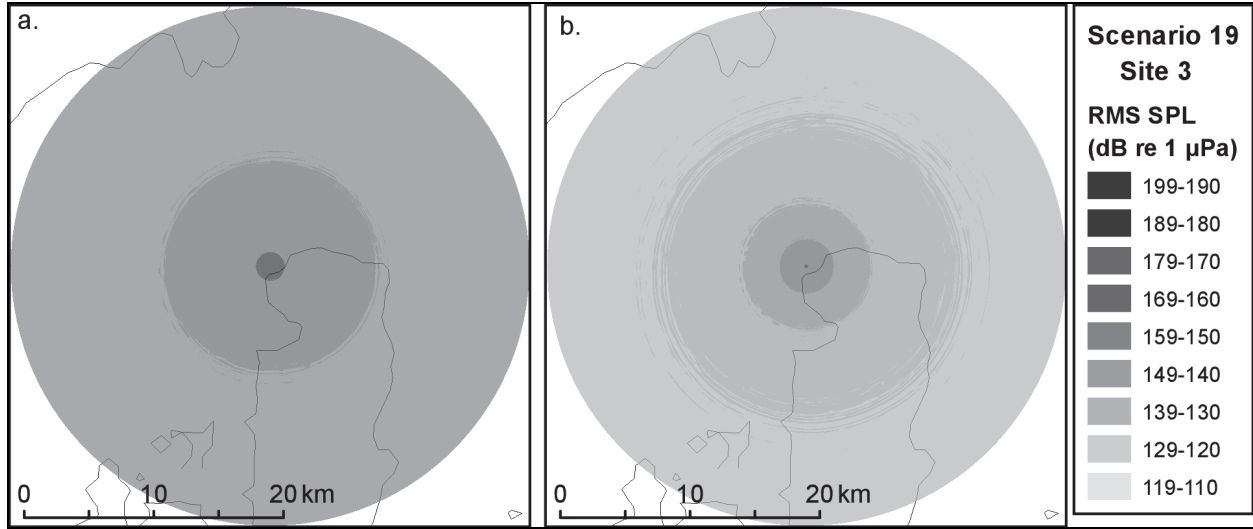 a.
0 10 20 km
b.
0 10 20 km
Scenario 19
Site 3
RMS SPL
(dB re 1 µPa)
199-190
189-180
179-170
169-160
159-150
149-140
139-130
129-120
119-110